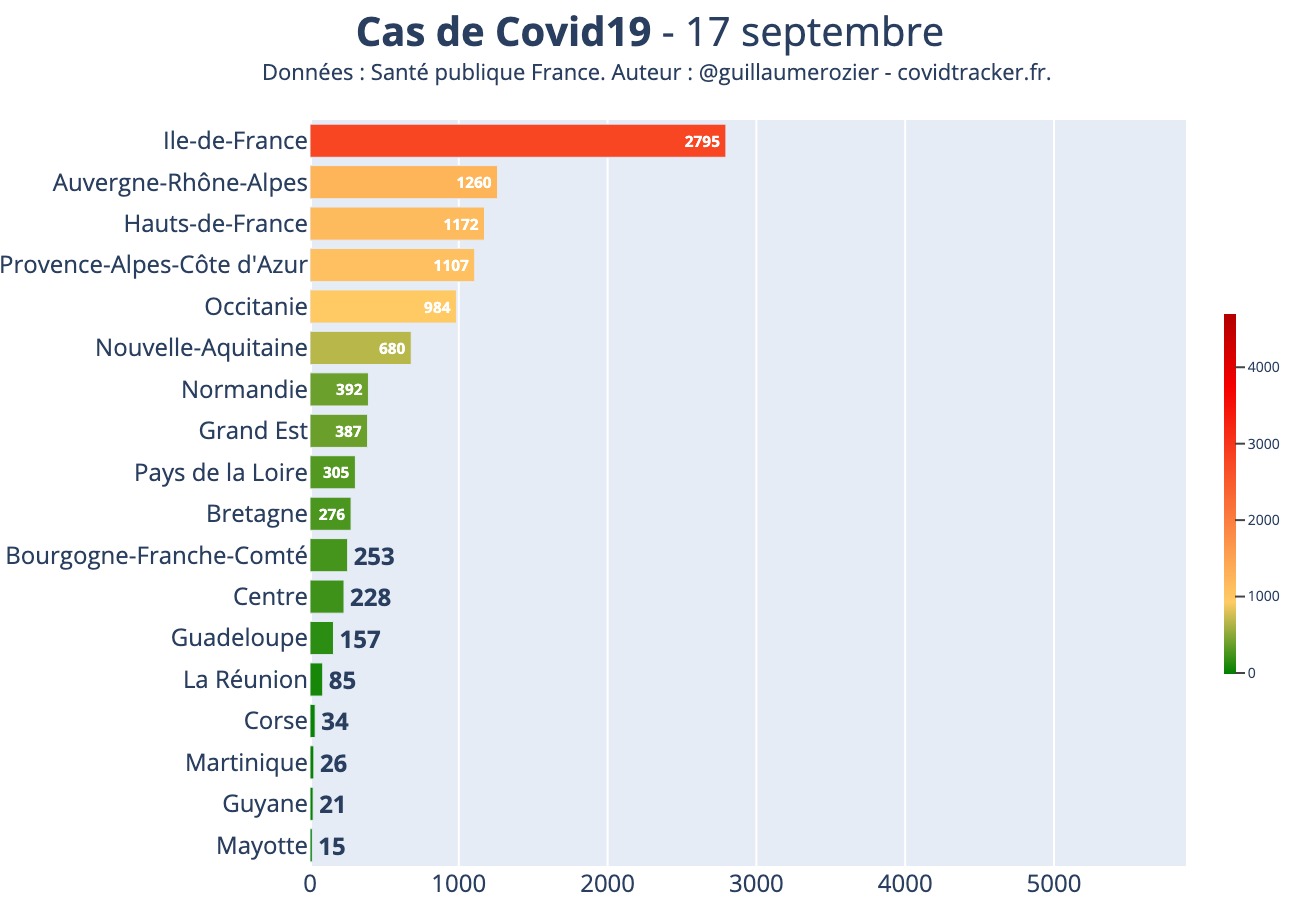 Cas de Covid19 - 17 septembre
Données : Santé publique France. Auteur : @guillaumerozier - covidtracker.fr.
Ile-de-France 2795
Auvergne-Rhône-Alpes 1260
Hauts-de-France 1172
Provence-Alpes-Côte d'Azur 1107
Occitanie 984
Nouvelle-Aquitaine 680
Normandie 392
Grand Est 387
Pays de la Loire 305
Bretagne 276
Bourgogne-Franche-Comté 253
Centre 228
Guadeloupe 157
La Réunion 85
Corse 34
Martinique 26
Guyane 21
Mayotte 15
0 1000 2000 3000 4000 5000
4000
3000
2000
1000
0